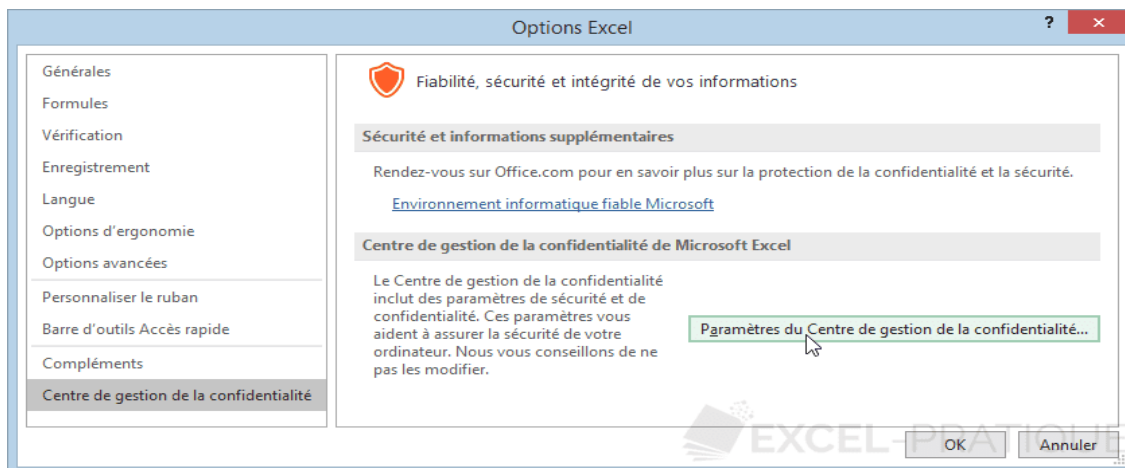 Options Excel
?
×
Générales
Formules
Vérification
Enregistrement
Langue
Options d'ergonomie
Options avancées
Personnaliser le ruban
Barre d'outils Accès rapide
Compléments
Centre de gestion de la confidentialité
Fiabilité, sécurité et intégrité de vos informations
Sécurité et informations supplémentaires
Rendez-vous sur Office.com pour en savoir plus sur la protection de la confidentialité et la sécurité.
Environnement informatique fiable Microsoft
Centre de gestion de la confidentialité de Microsoft Excel
Le Centre de gestion de la confidentialité
inclut des paramètres de sécurité et de
confidentialité. Ces paramètres vous
aident à assurer la sécurité de votre
ordinateur. Nous vous conseillons de ne
pas les modifier.
Paramètres du Centre de gestion de la confidentialité...
EXCEL-PRATIQUE
OK
Annuler